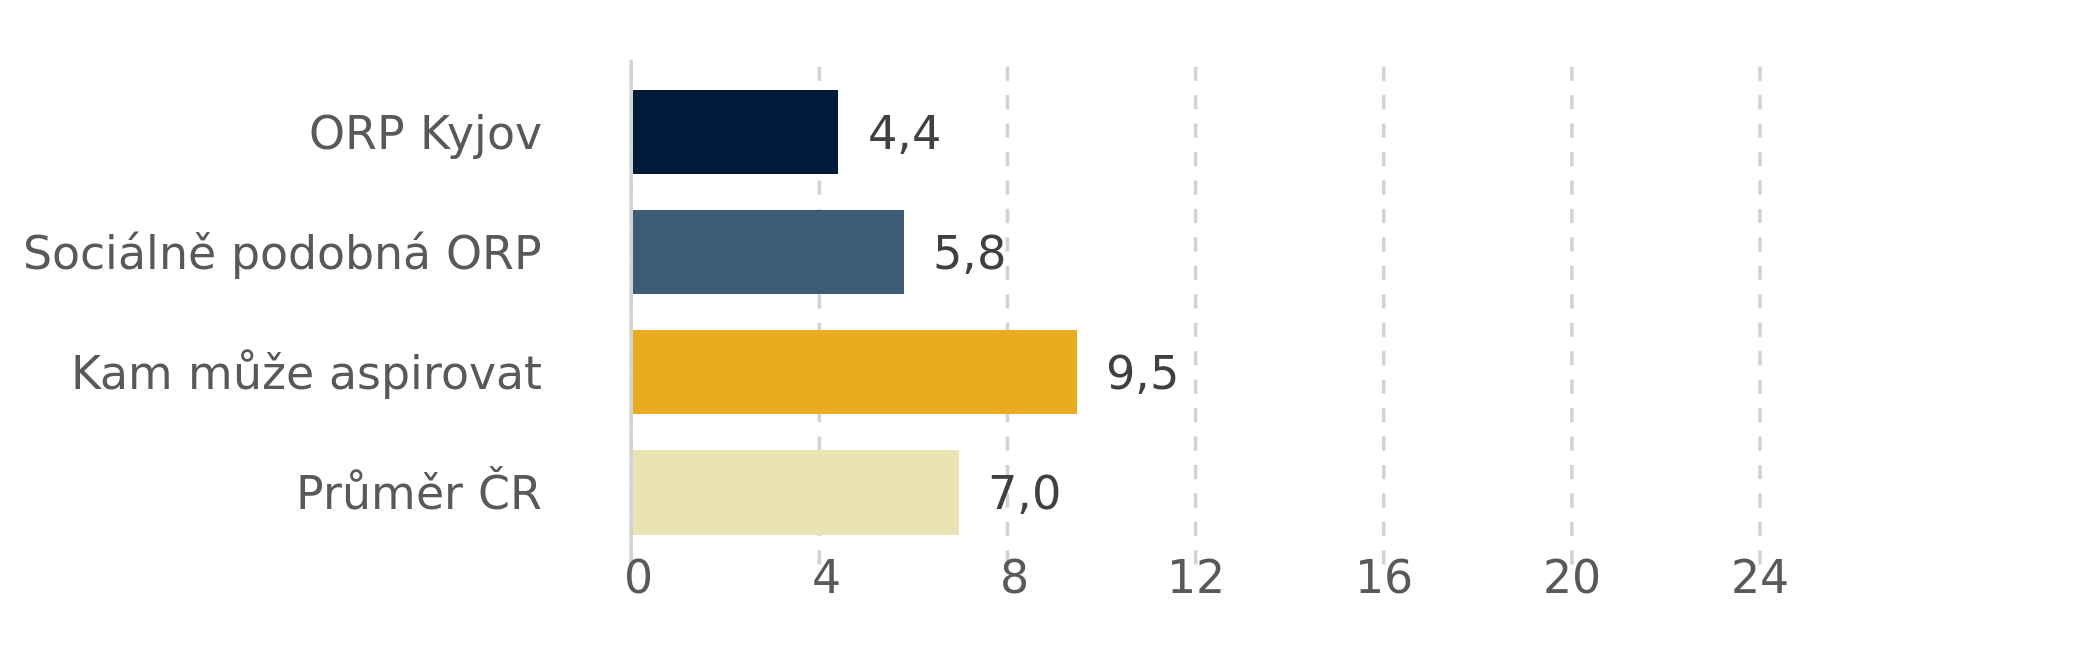 ORP Kyjov 4,4
Sociálně podobná ORP 5,8
Kam může aspirovat 9,5
Průměr ČR 7,0
0 4 8 12 16 20 24